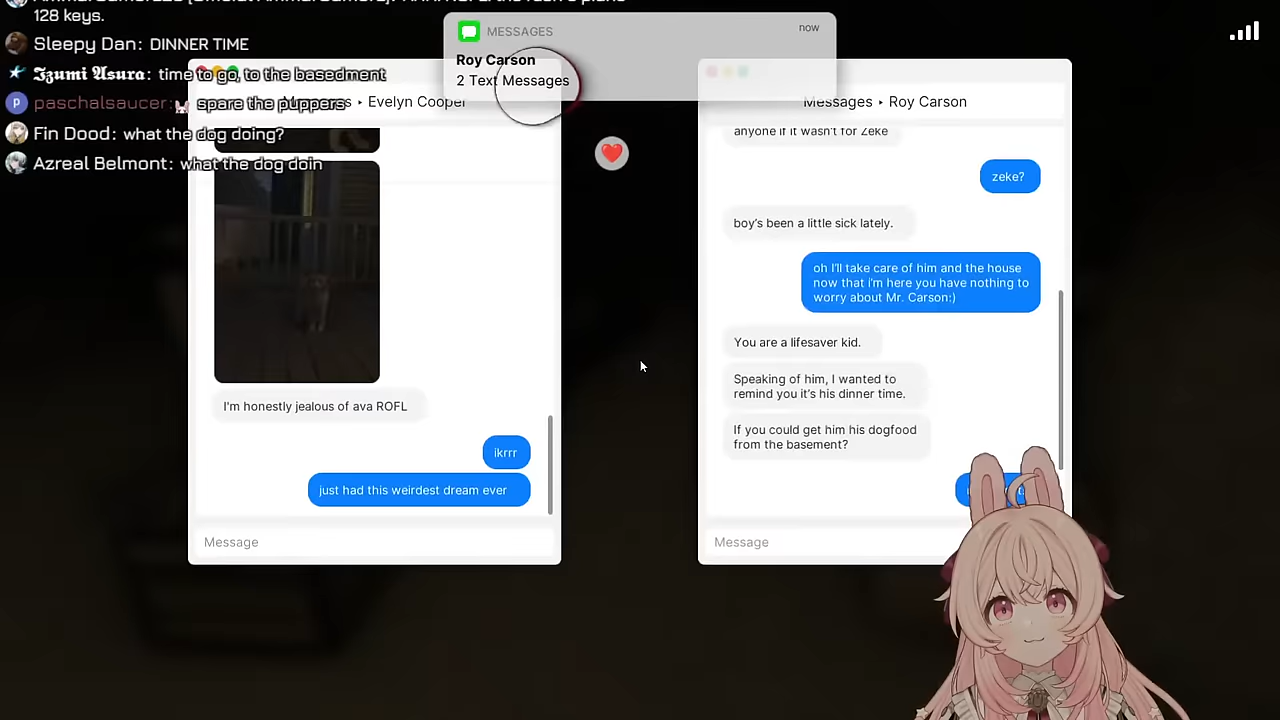 128 keys.
Sleepy Dan: DINNER TIME
Izumi Asura: time to go, to the basedment
paschalsaucer: spare the puppers
Fin Dood: what the dog doing?
Azreal Belmont: what the dog doin
MESSAGES
now
Roy Carson
2 Text Messages
Evelyn Cooper
I'm honestly jealous of ava ROFL
ikrrr
just had this weirdest dream ever
Message
Messages ▸ Roy Carson
anyone if it wasn't for Zeke
zeke?
boy's been a little sick lately.
oh I'll take care of him and the house
now that i'm here you have nothing to
worry about Mr. Carson:)
You are a lifesaver kid.
Speaking of him, I wanted to
remind you it's his dinner time.
If you could get him his dogfood
from the basement?
Message